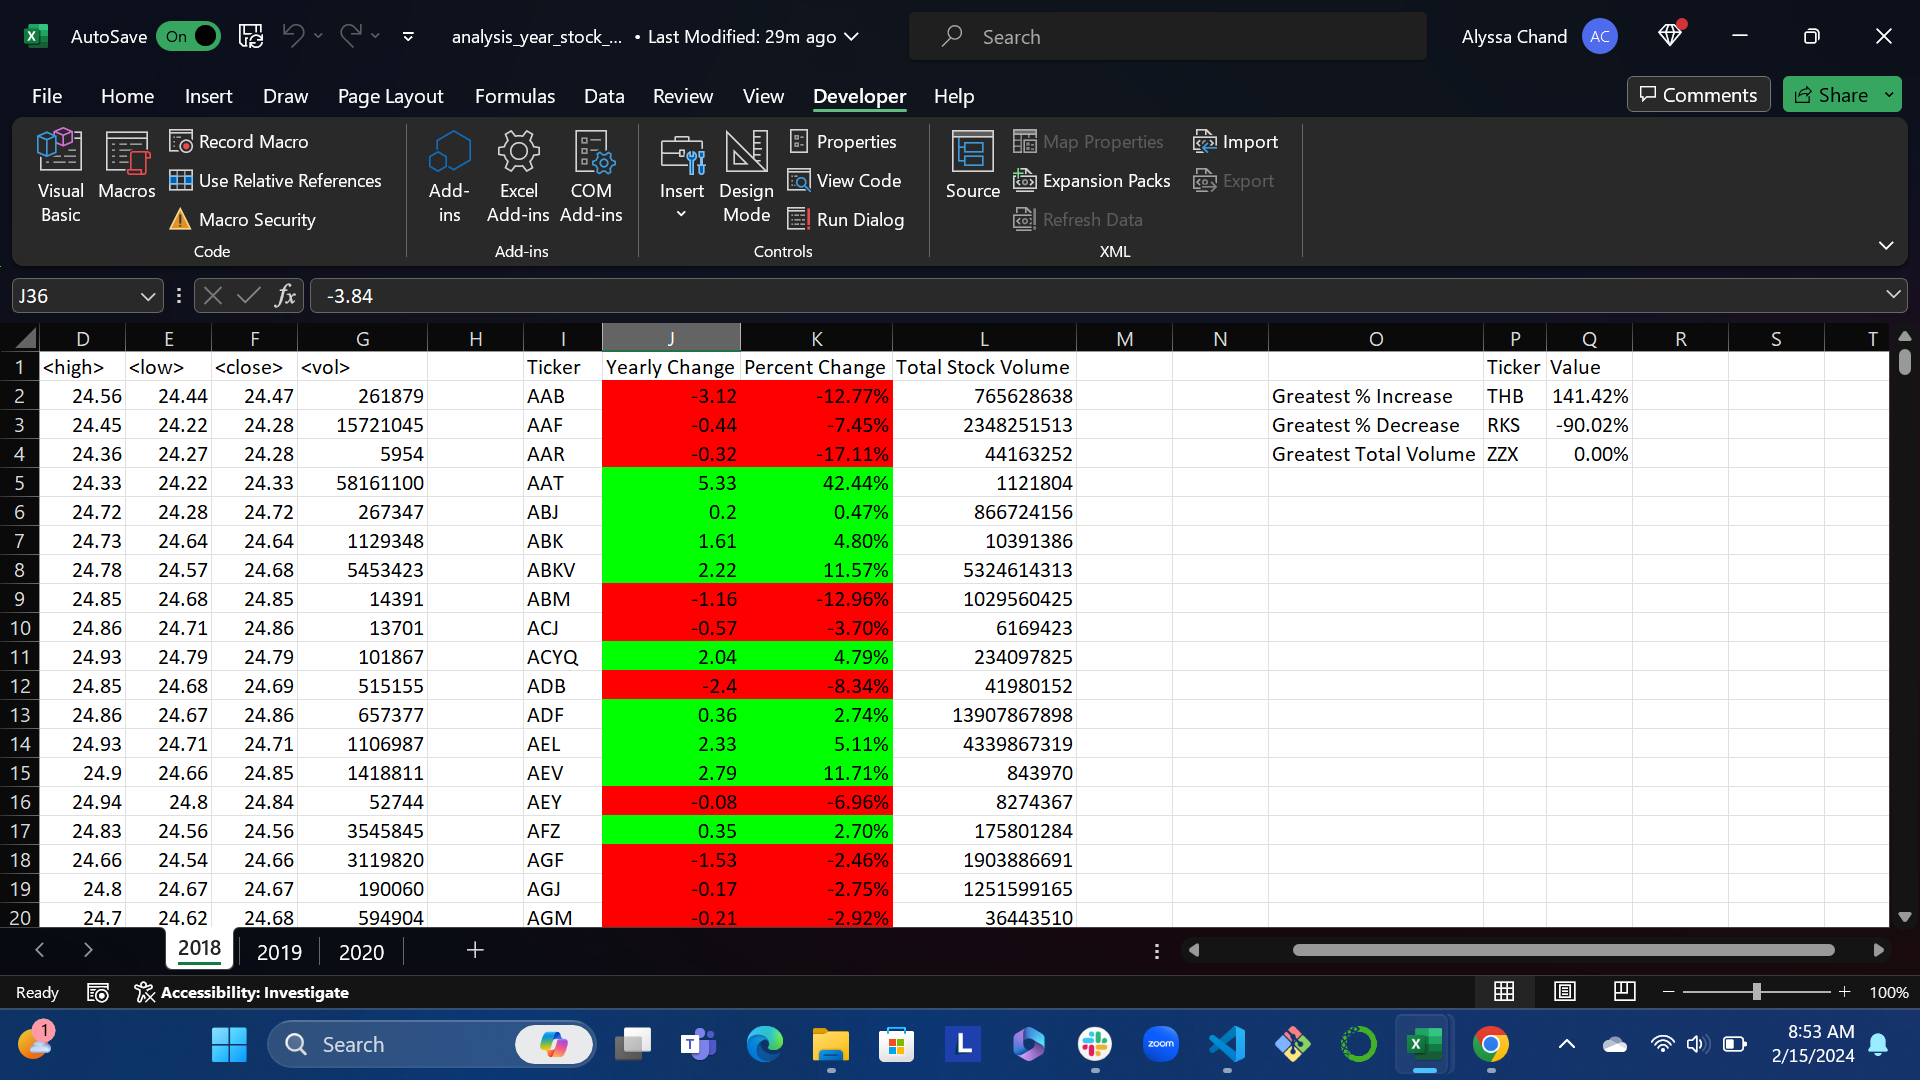 AutoSave On analysis_year_stock_... • Last Modified: 29m ago Search Alyssa Chand AC
File Home Insert Draw Page Layout Formulas Data Review View Developer Help Comments Share
Visual Basic
Macros
Record Macro
Use Relative References
Macro Security
Code
Add-ins
Excel Add-ins
COM Add-ins
Add-ins
Insert
Design Mode
Properties
View Code
Run Dialog
Controls
Source
Map Properties
Expansion Packs
Refresh Data
Import
Export
XML
J36 fx -3.84
D E F G H I J K L M N O P Q R S T
1 <high> <low> <close> <vol> Ticker Yearly Change Percent Change Total Stock Volume Ticker Value
2 24.56 24.44 24.47 261879 AAB -3.12 -12.77% 765628638 Greatest % Increase THB 141.42%
3 24.45 24.22 24.28 15721045 AAF -0.44 -7.45% 2348251513 Greatest % Decrease RKS -90.02%
4 24.36 24.27 24.28 5954 AAR -0.32 -17.11% 44163252 Greatest Total Volume ZZX 0.00%
5 24.33 24.22 24.33 58161100 AAT 5.33 42.44% 1121804
6 24.72 24.28 24.72 267347 ABJ 0.2 0.47% 866724156
7 24.73 24.64 24.64 1129348 ABK 1.61 4.80% 10391386
8 24.78 24.57 24.68 5453423 ABKV 2.22 11.57% 5324614313
9 24.85 24.68 24.85 14391 ABM -1.16 -12.96% 1029560425
10 24.86 24.71 24.86 13701 ACJ -0.57 -3.70% 6169423
11 24.93 24.79 24.79 101867 ACYQ 2.04 4.79% 234097825
12 24.85 24.68 24.69 515155 ADB -2.4 -8.34% 41980152
13 24.86 24.67 24.86 657377 ADF 0.36 2.74% 13907867898
14 24.93 24.71 24.71 1106987 AEL 2.33 5.11% 4339867319
15 24.9 24.66 24.85 1418811 AEV 2.79 11.71% 843970
16 24.94 24.8 24.84 52744 AEY -0.08 -6.96% 8274367
17 24.83 24.56 24.56 3545845 AFZ 0.35 2.70% 175801284
18 24.66 24.54 24.66 3119820 AGF -1.53 -2.46% 1903886691
19 24.8 24.67 24.67 190060 AGJ -0.17 -2.75% 1251599165
20 24.7 24.62 24.68 594904 AGM -0.21 -2.92% 36443510
2018 2019 2020
Ready Accessibility: Investigate 100%
1 Search zoom 8:53 AM
2/15/2024